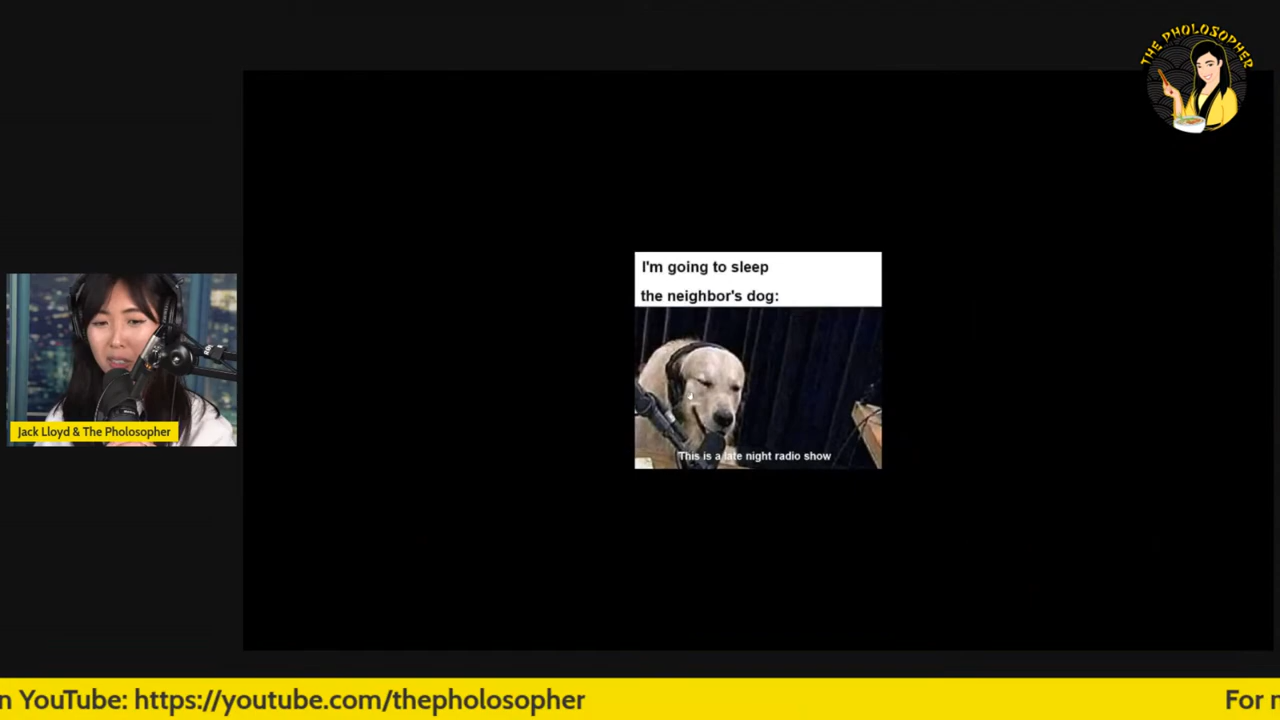 THE PHOLOSOPHER
I'm going to sleep
the neighbor's dog:
This is a late night radio show
Jack Lloyd & The Pholosopher
n YouTube: https://youtube.com/thepholosopher
For